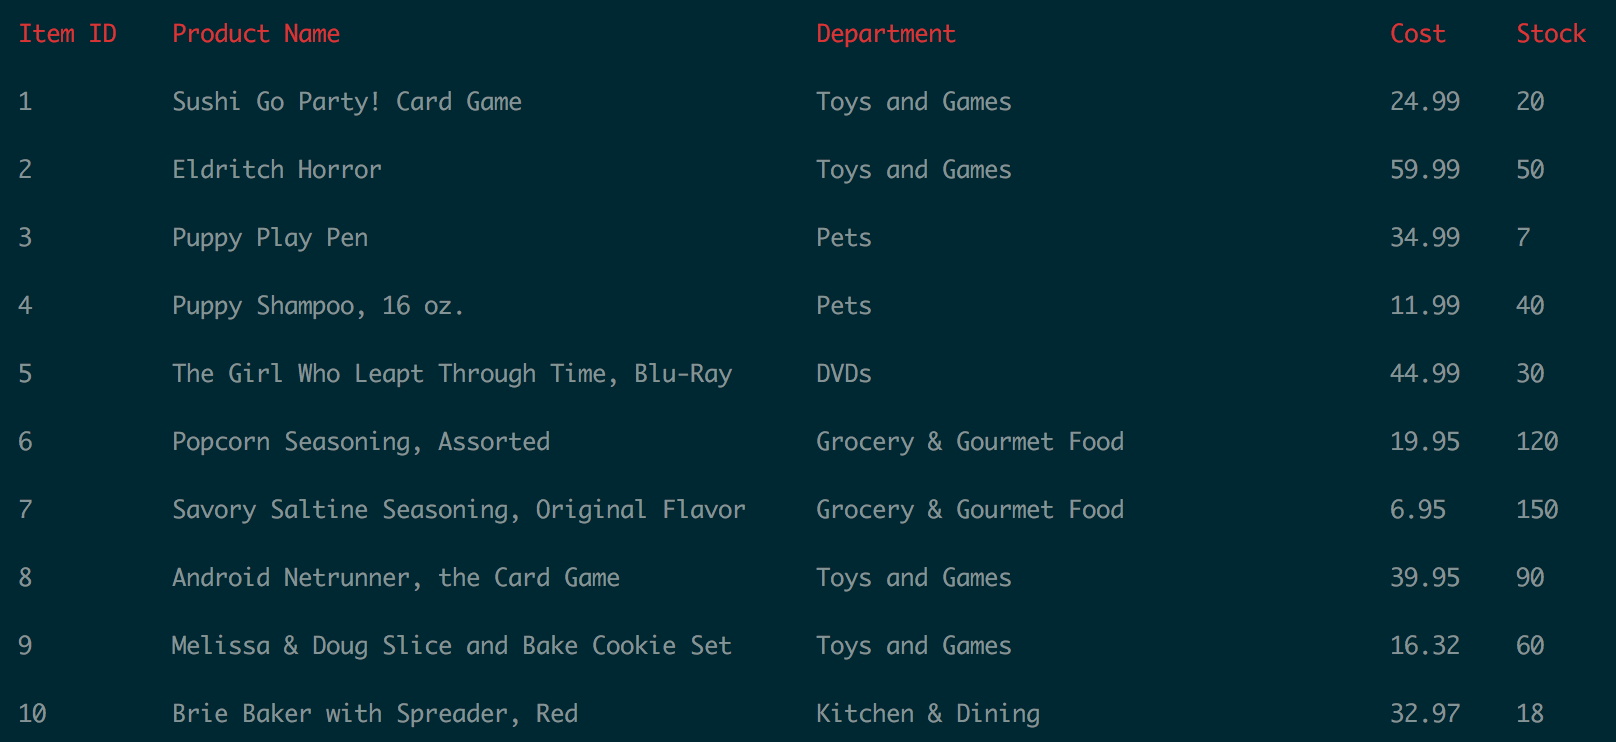 Item ID Product Name Department Cost Stock
1 Sushi Go Party! Card Game Toys and Games 24.99 20
2 Eldritch Horror Toys and Games 59.99 50
3 Puppy Play Pen Pets 34.99 7
4 Puppy Shampoo, 16 oz. Pets 11.99 40
5 The Girl Who Leapt Through Time, Blu-Ray DVDs 44.99 30
6 Popcorn Seasoning, Assorted Grocery & Gourmet Food 19.95 120
7 Savory Saltine Seasoning, Original Flavor Grocery & Gourmet Food 6.95 150
8 Android Netrunner, the Card Game Toys and Games 39.95 90
9 Melissa & Doug Slice and Bake Cookie Set Toys and Games 16.32 60
10 Brie Baker with Spreader, Red Kitchen & Dining 32.97 18